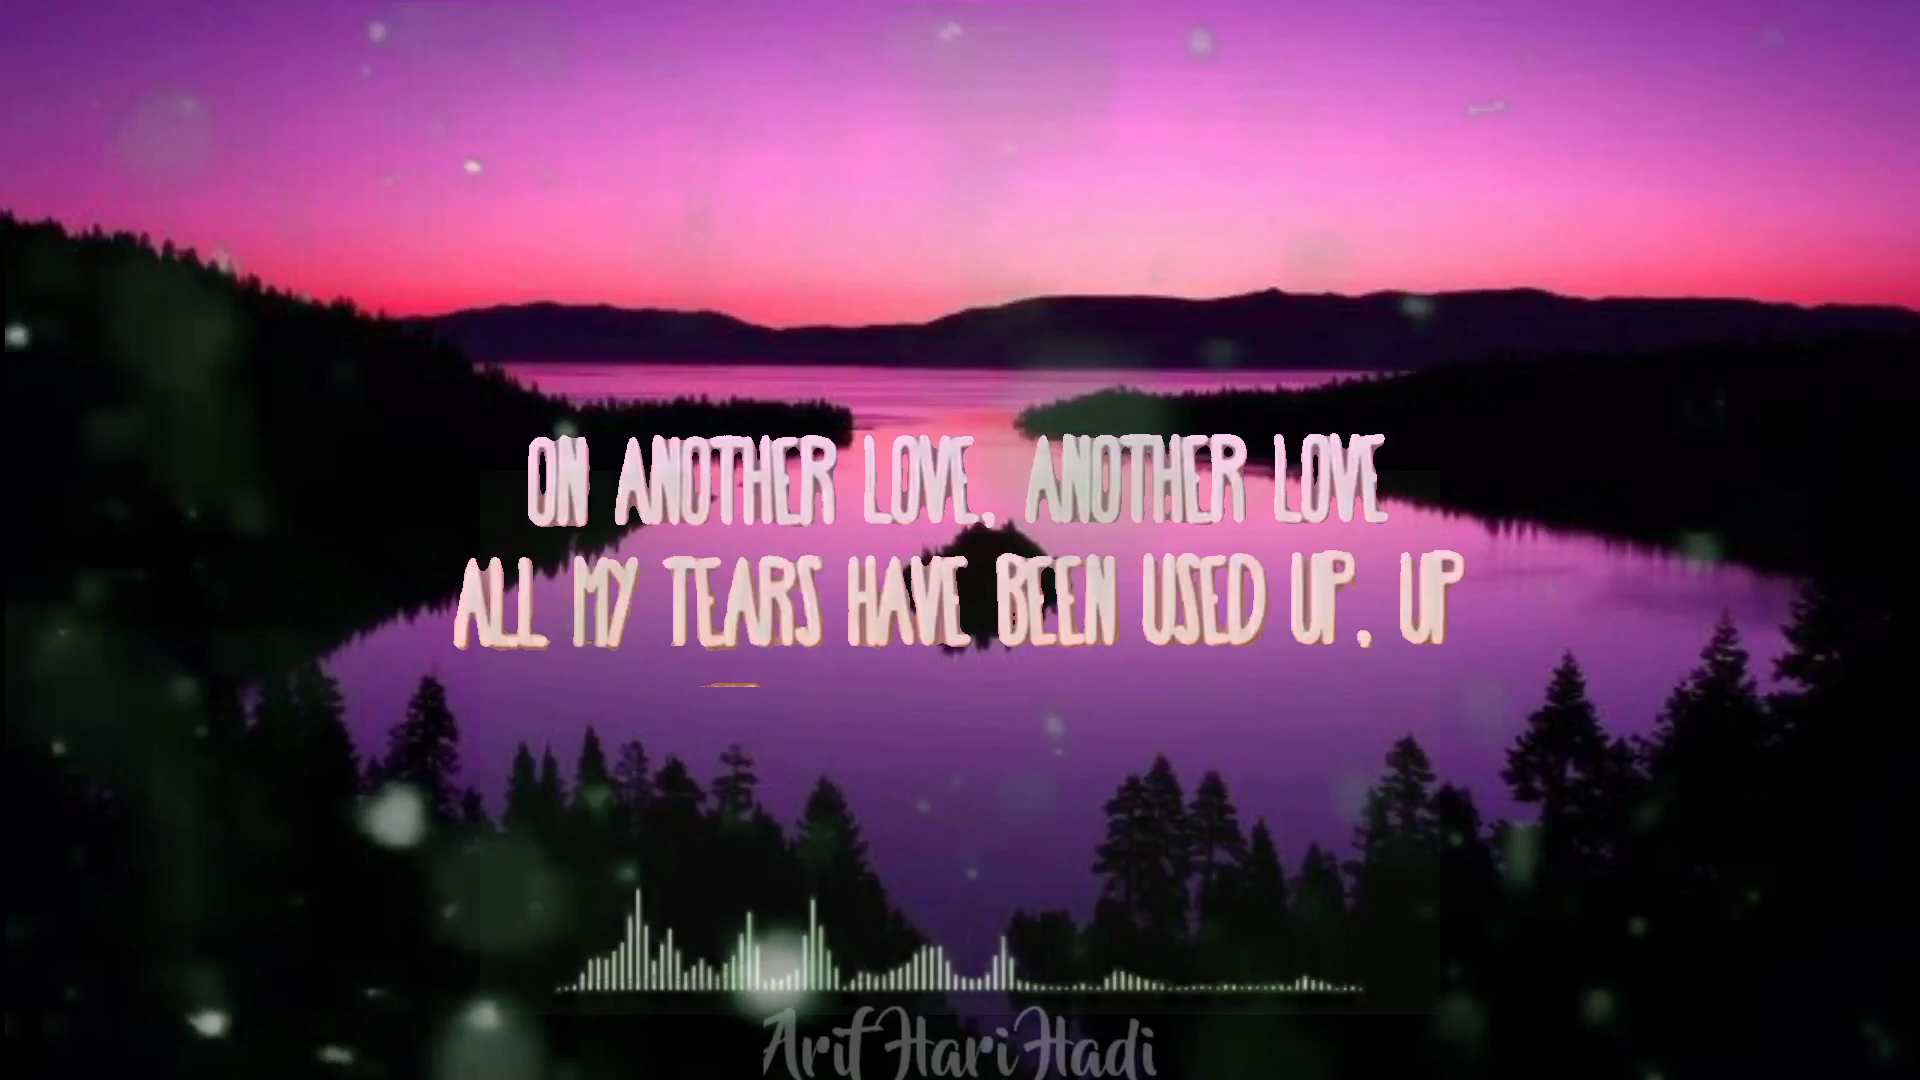 ON ANOTHER LOVE, ANOTHER LOVE
ALL MY TEARS HAVE BEEN USED UP, UP
Arif Hari Hadi